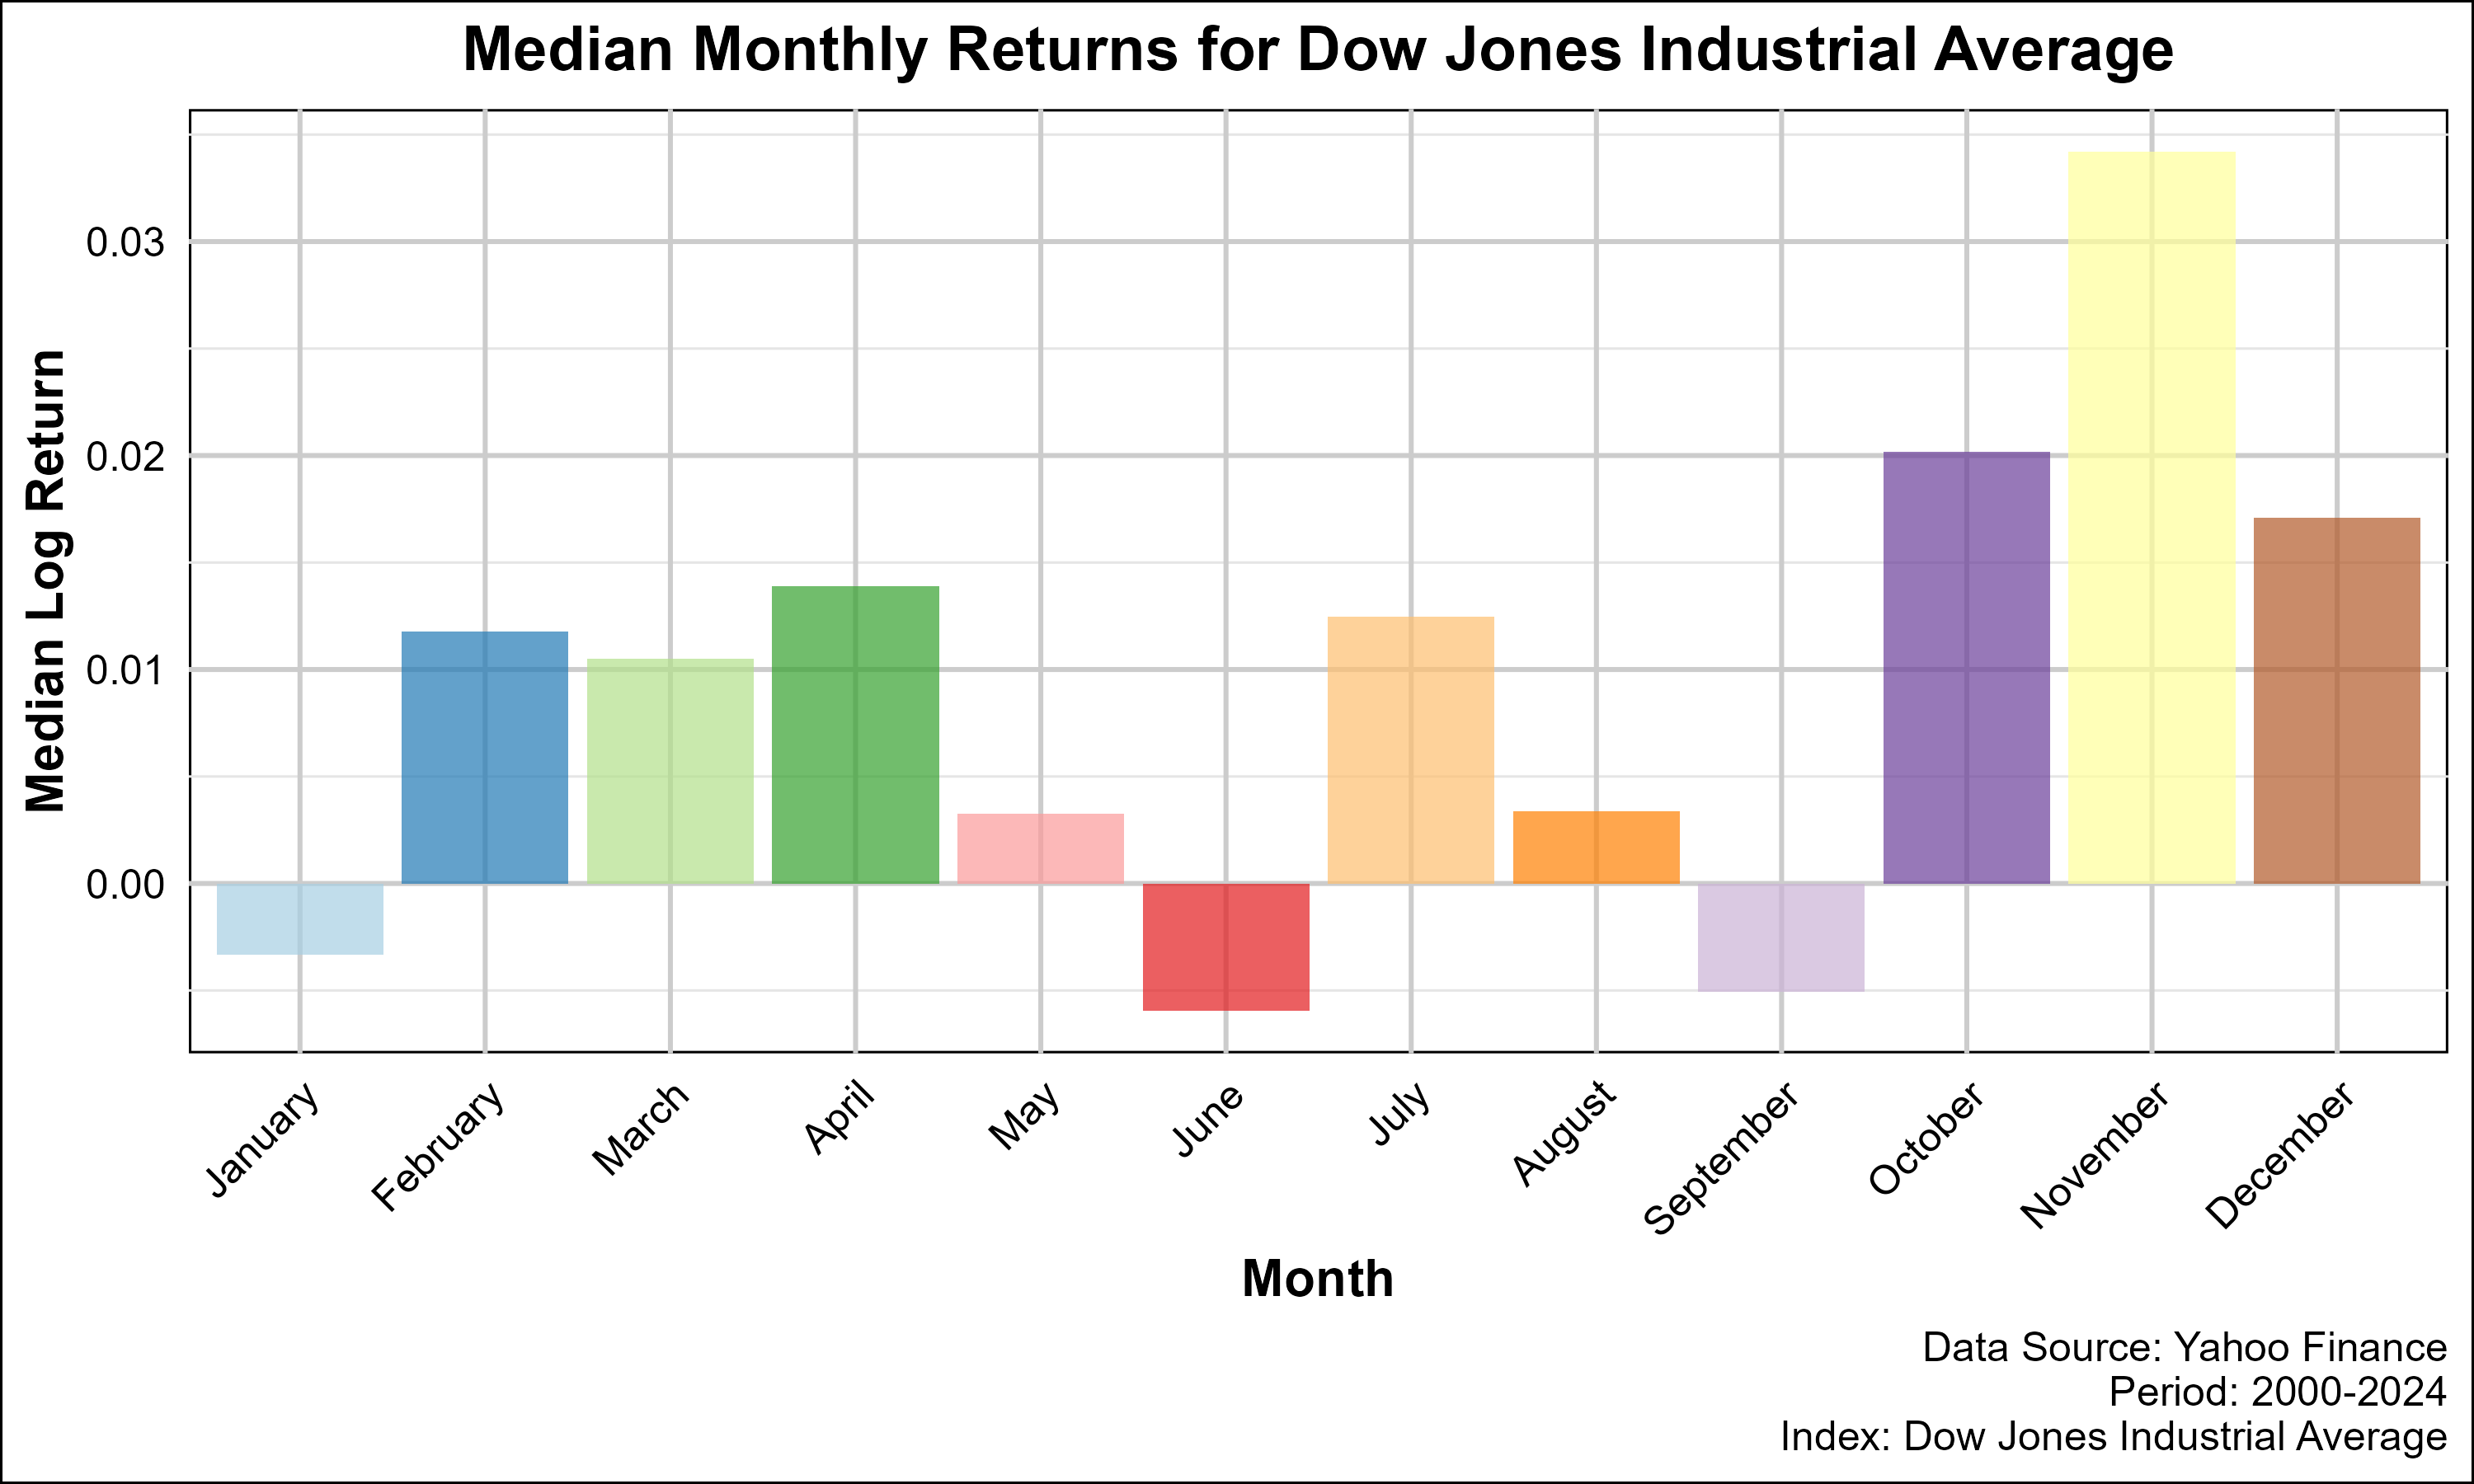 Median Monthly Returns for Dow Jones Industrial Average
Median Log Return
0.03
0.02
0.01
0.00
January
February
March
April
May
June
July
August
September
October
November
December
Month
Data Source: Yahoo Finance
Period: 2000-2024
Index: Dow Jones Industrial Average